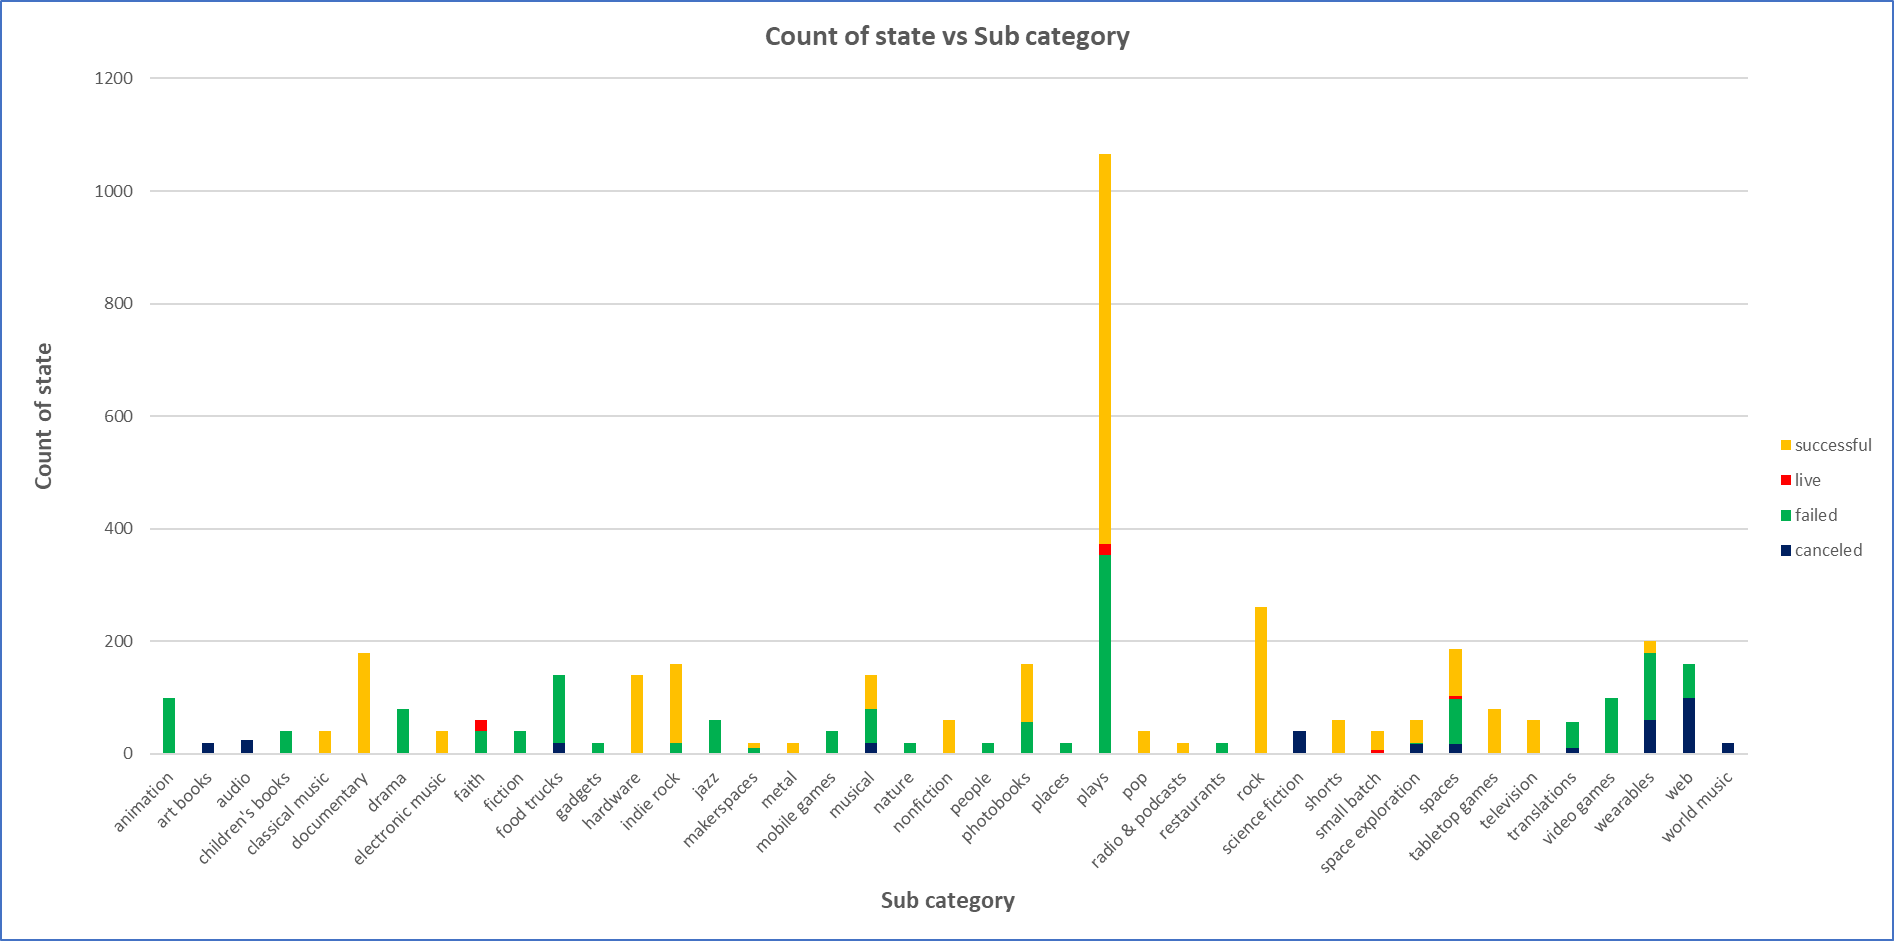 Count of state vs Sub category
1200
1000
800
600
400
200
0
Count of state
animation
art books
audio
children's books
classical music
documentary
drama
electronic music
faith
fiction
food trucks
gadgets
hardware
indie rock
jazz
makerspaces
metal
mobile games
musical
nature
nonfiction
people
photobooks
places
plays
pop
radio & podcasts
restaurants
rock
science fiction
shorts
small batch
space exploration
spaces
tabletop games
television
translations
video games
wearables
web
world music
Sub category
successful
live
failed
canceled